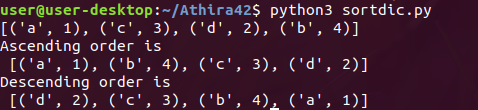 user@user-desktop:~/Athira42$ python3 sortdic.py
[('a', 1), ('c', 3), ('d', 2), ('b', 4)]
Ascending order is
 [('a', 1), ('b', 4), ('c', 3), ('d', 2)]
Descending order is
 [('d', 2), ('c', 3), ('b', 4), ('a', 1)]